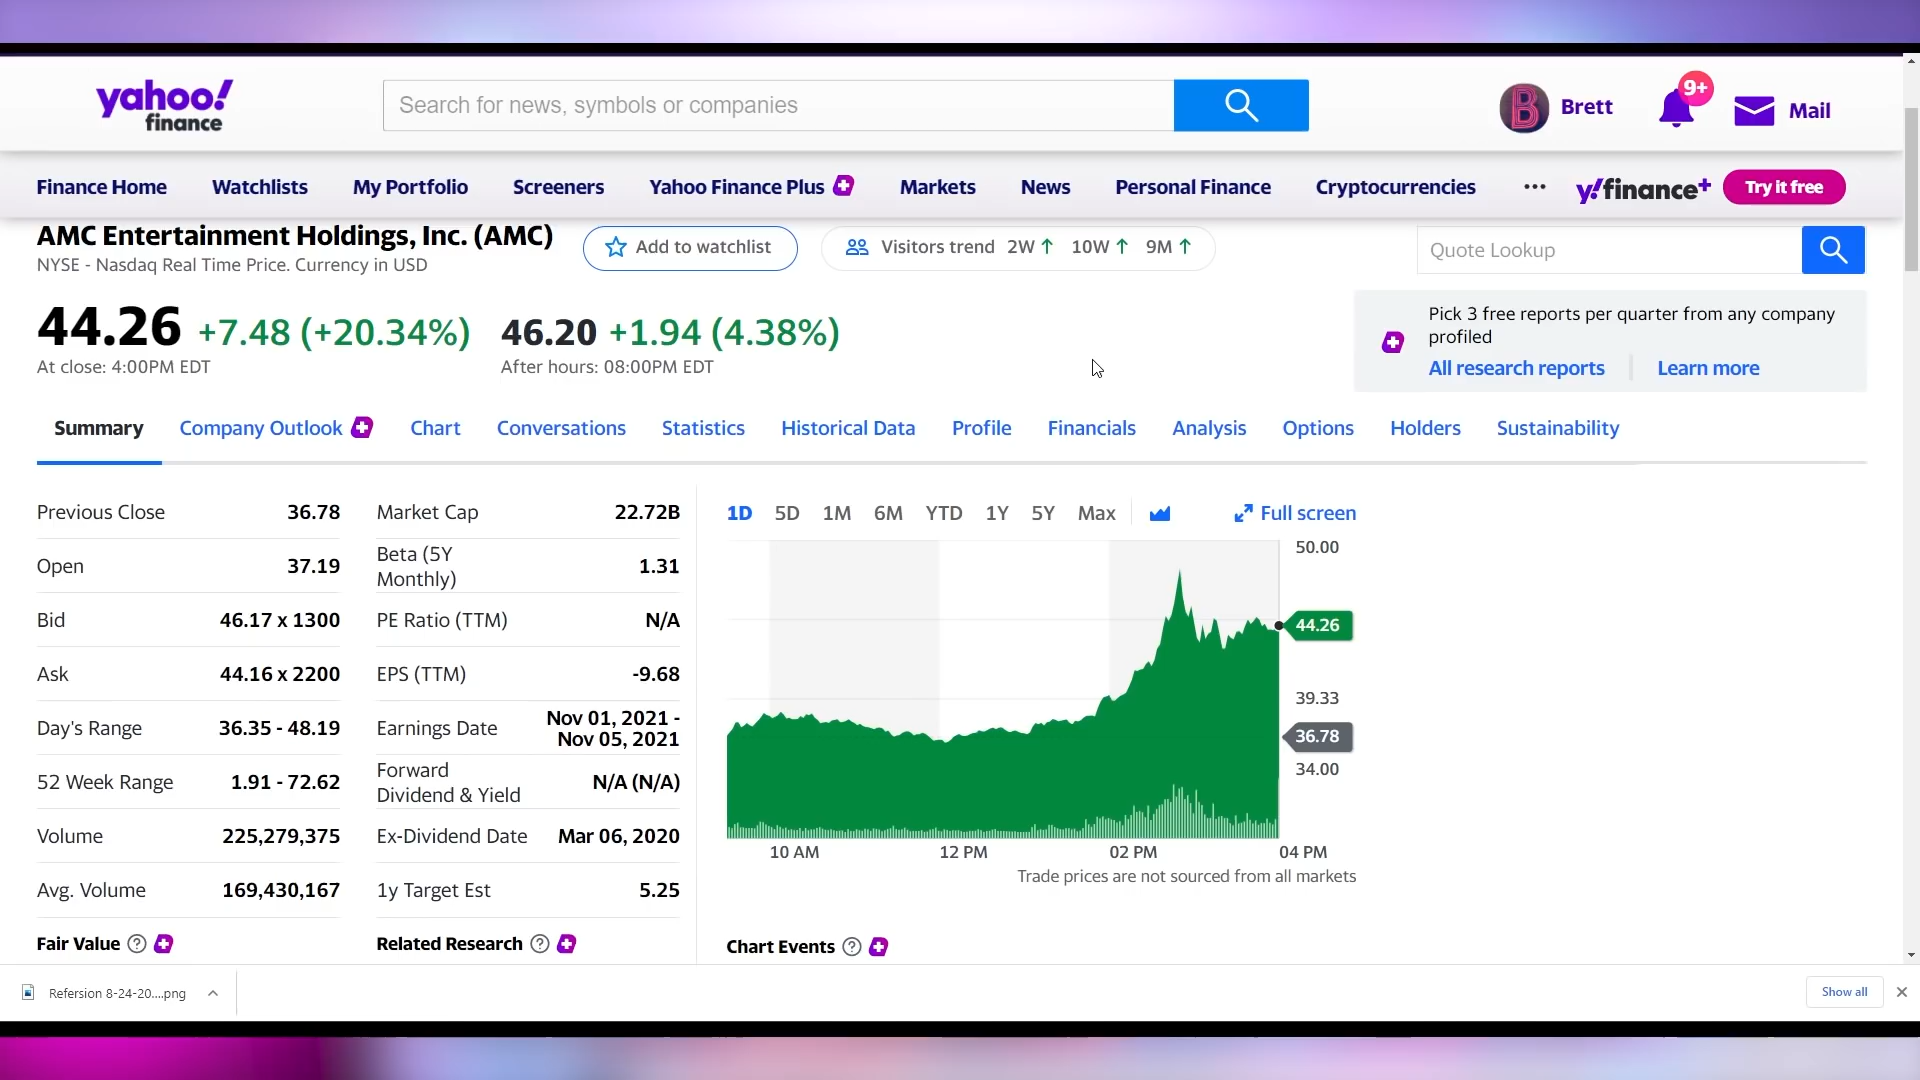 yahoo!
finance
Search for news, symbols or companies
B
Brett
9+
Mail
Finance Home
Watchlists
My Portfolio
Screeners
Yahoo Finance Plus
Markets
News
Personal Finance
Cryptocurrencies
...
y!finance+
Try it free
AMC Entertainment Holdings, Inc. (AMC)
NYSE - Nasdaq Real Time Price. Currency in USD
Add to watchlist
Visitors trend 2W ↑ 10W ↑ 9M ↑
Quote Lookup
44.26 +7.48 (+20.34%)
At close: 4:00PM EDT
46.20 +1.94 (4.38%)
After hours: 08:00PM EDT
Pick 3 free reports per quarter from any company
profiled
All research reports
Learn more
Summary
Company Outlook
Chart
Conversations
Statistics
Historical Data
Profile
Financials
Analysis
Options
Holders
Sustainability
Previous Close 36.78
Open 37.19
Bid 46.17 x 1300
Ask 44.16 x 2200
Day's Range 36.35 - 48.19
52 Week Range 1.91 - 72.62
Volume 225,279,375
Avg. Volume 169,430,167
Fair Value ?
Market Cap 22.72B
Beta (5Y
Monthly) 1.31
PE Ratio (TTM) N/A
EPS (TTM) -9.68
Earnings Date Nov 01, 2021 -
Nov 05, 2021
Forward
Dividend & Yield N/A (N/A)
Ex-Dividend Date Mar 06, 2020
1y Target Est 5.25
Related Research ?
1D 5D 1M 6M YTD 1Y 5Y Max
Full screen
50.00
44.26
39.33
36.78
34.00
10 AM 12 PM 02 PM 04 PM
Trade prices are not sourced from all markets
Chart Events ?
Refersion 8-24-20....png
Show all